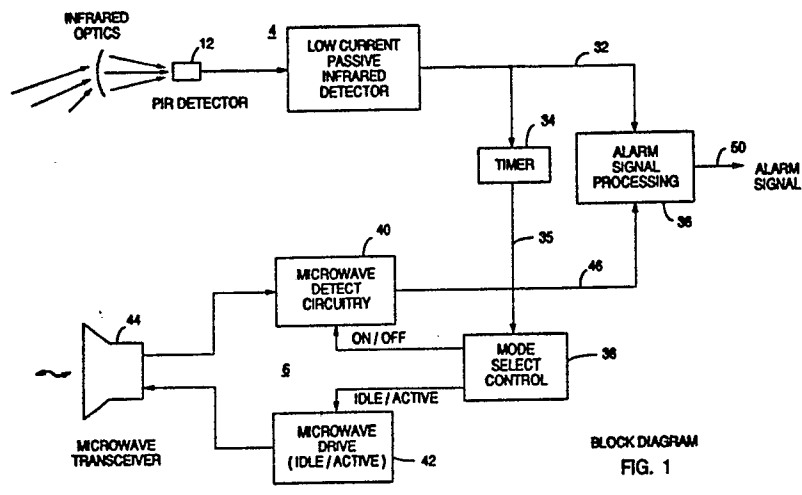 INFRARED
OPTICS
12
4
PIR DETECTOR
LOW CURRENT
PASSIVE
INFRARED
DETECTOR
32
34
TIMER
ALARM
SIGNAL
PROCESSING
36
50
ALARM
SIGNAL
35
40
MICROWAVE
DETECT
CIRCUITRY
46
44
ON / OFF
MODE
SELECT
CONTROL
36
6
IDLE / ACTIVE
MICROWAVE
TRANSCEIVER
MICROWAVE
DRIVE
( IDLE / ACTIVE )
42
BLOCK DIAGRAM
FIG. 1